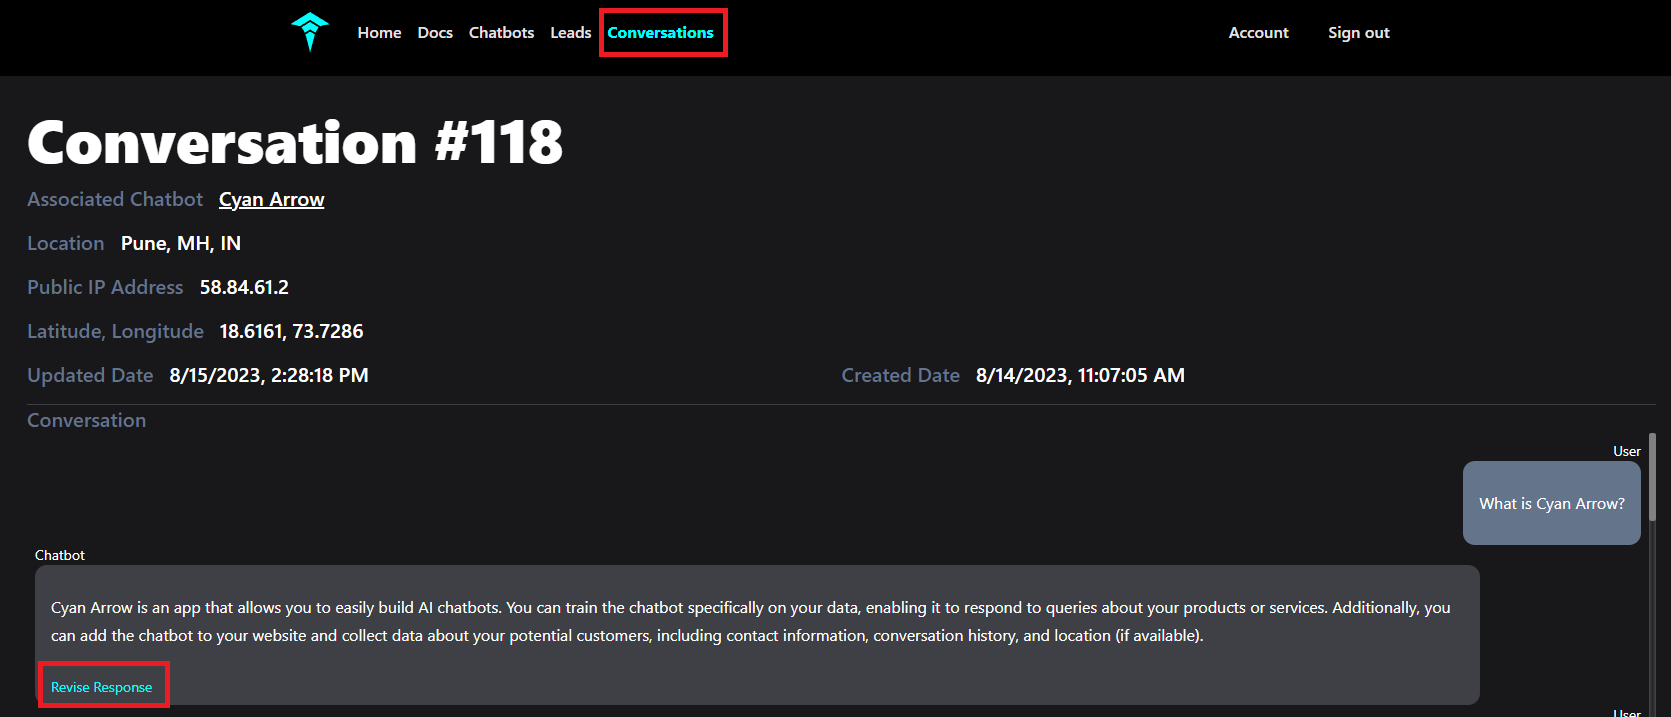 Home Docs Chatbots Leads Conversations Account Sign out
Conversation #118
Associated Chatbot Cyan Arrow
Location Pune, MH, IN
Public IP Address 58.84.61.2
Latitude, Longitude 18.6161, 73.7286
Updated Date 8/15/2023, 2:28:18 PM Created Date 8/14/2023, 11:07:05 AM
Conversation
User
What is Cyan Arrow?
Chatbot
Cyan Arrow is an app that allows you to easily build AI chatbots. You can train the chatbot specifically on your data, enabling it to respond to queries about your products or services. Additionally, you
can add the chatbot to your website and collect data about your potential customers, including contact information, conversation history, and location (if available).
Revise Response
User